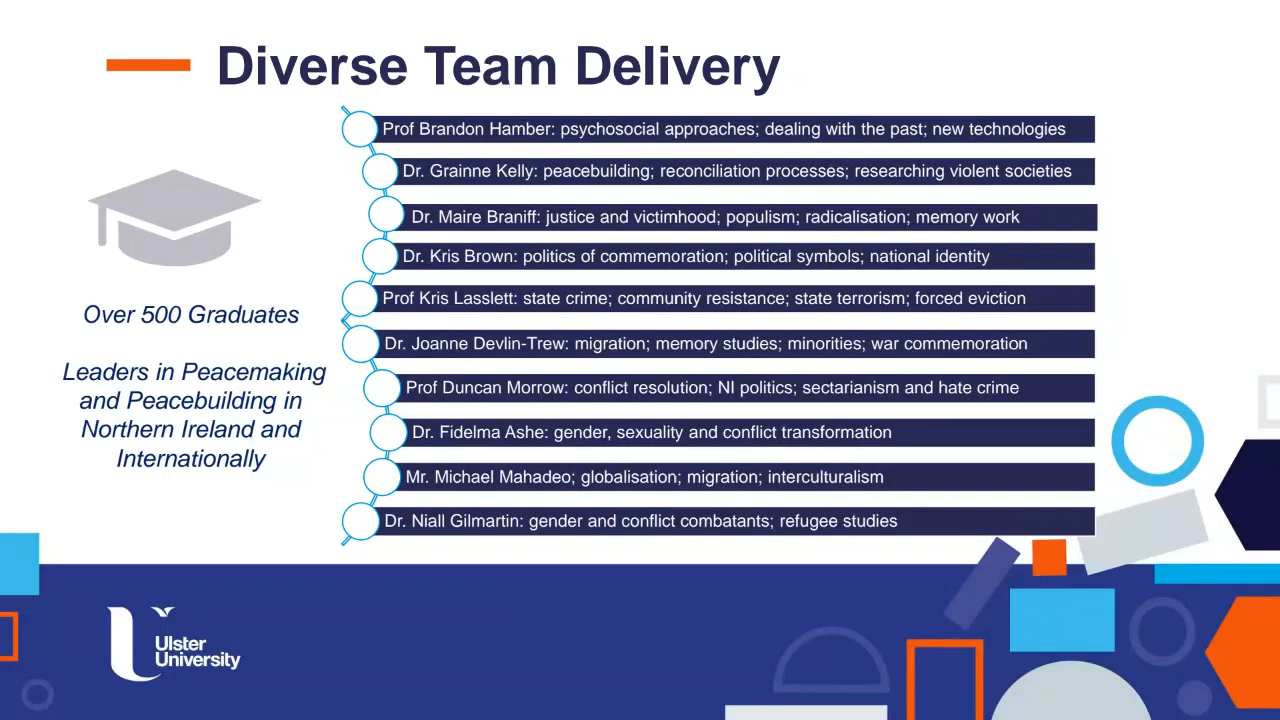 Diverse Team Delivery
Prof Brandon Hamber: psychosocial approaches; dealing with the past; new technologies
Dr. Grainne Kelly: peacebuilding; reconciliation processes; researching violent societies
Dr. Maire Braniff: justice and victimhood; populism; radicalisation; memory work
Dr. Kris Brown: politics of commemoration; political symbols; national identity
Prof Kris Lasslett: state crime; community resistance; state terrorism; forced eviction
Dr. Joanne Devlin-Trew: migration; memory studies; minorities; war commemoration
Prof Duncan Morrow: conflict resolution; NI politics; sectarianism and hate crime
Dr. Fidelma Ashe: gender, sexuality and conflict transformation
Mr. Michael Mahadeo; globalisation; migration; interculturalism
Dr. Niall Gilmartin: gender and conflict combatants; refugee studies
Over 500 Graduates
Leaders in Peacemaking
and Peacebuilding in
Northern Ireland and
Internationally
Ulster
University